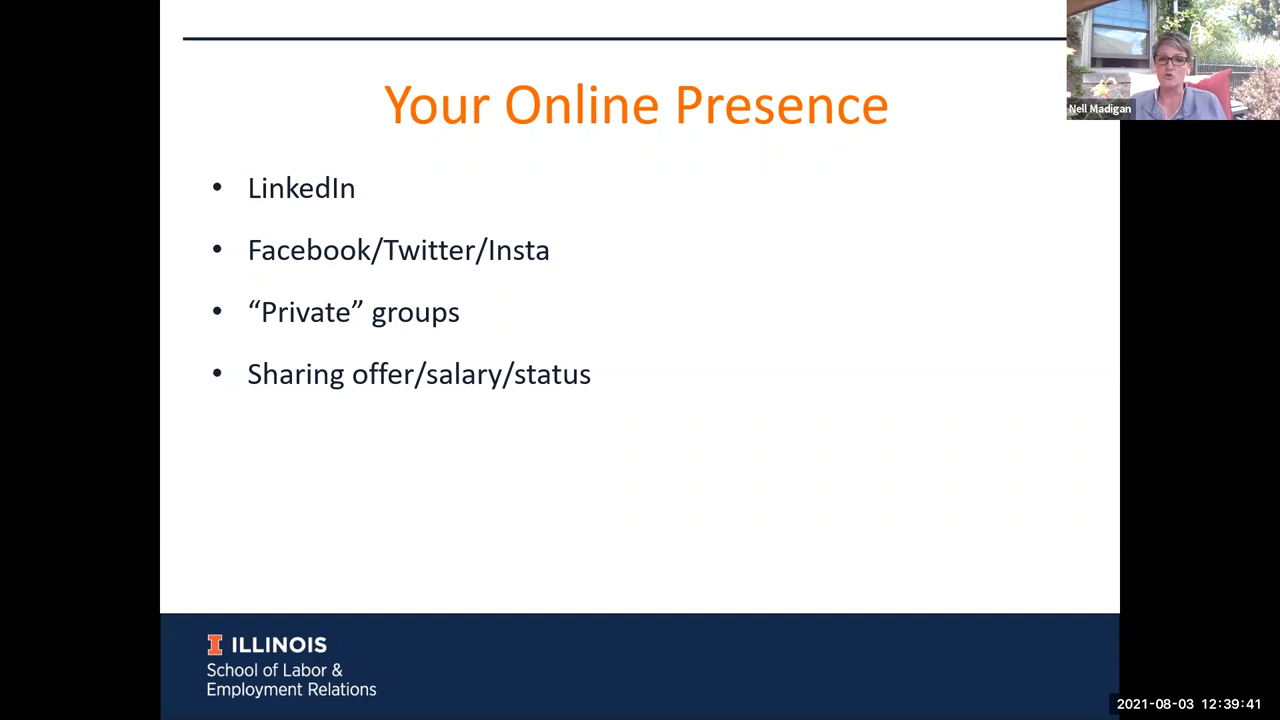 Your Online Presence
Nell Madigan
• LinkedIn
• Facebook/Twitter/Insta
• “Private” groups
• Sharing offer/salary/status
I ILLINOIS
School of Labor &
Employment Relations
2021-08-03 12:39:41